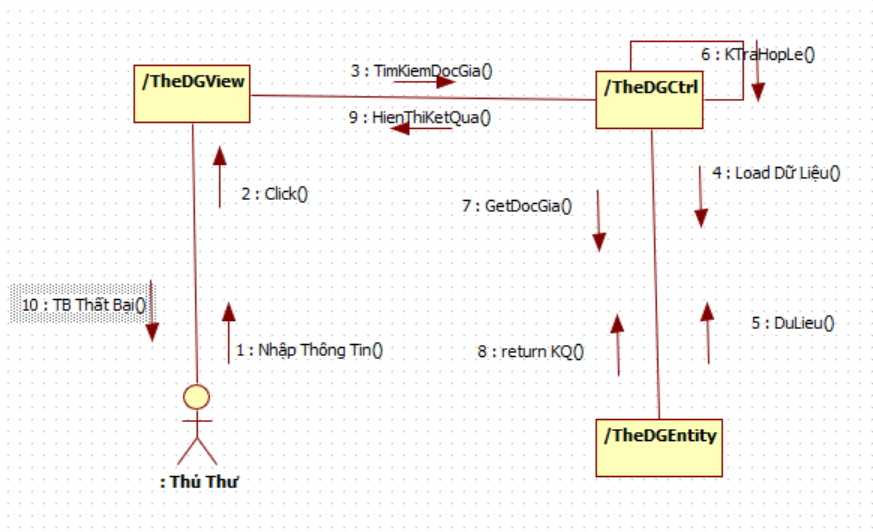 6 : KTraHopLe()
3 : TimKiemDocGia()
/TheDGView
/TheDGCtrl
9 : HienThiKetQua()
4 : Load Dữ Liệu()
2 : Click()
7 : GetDocGia()
10 : TB Thất Bại()
5 : DuLieu()
1 : Nhập Thông Tin()
8 : return KQ()
/TheDGEntity
: Thủ Thư